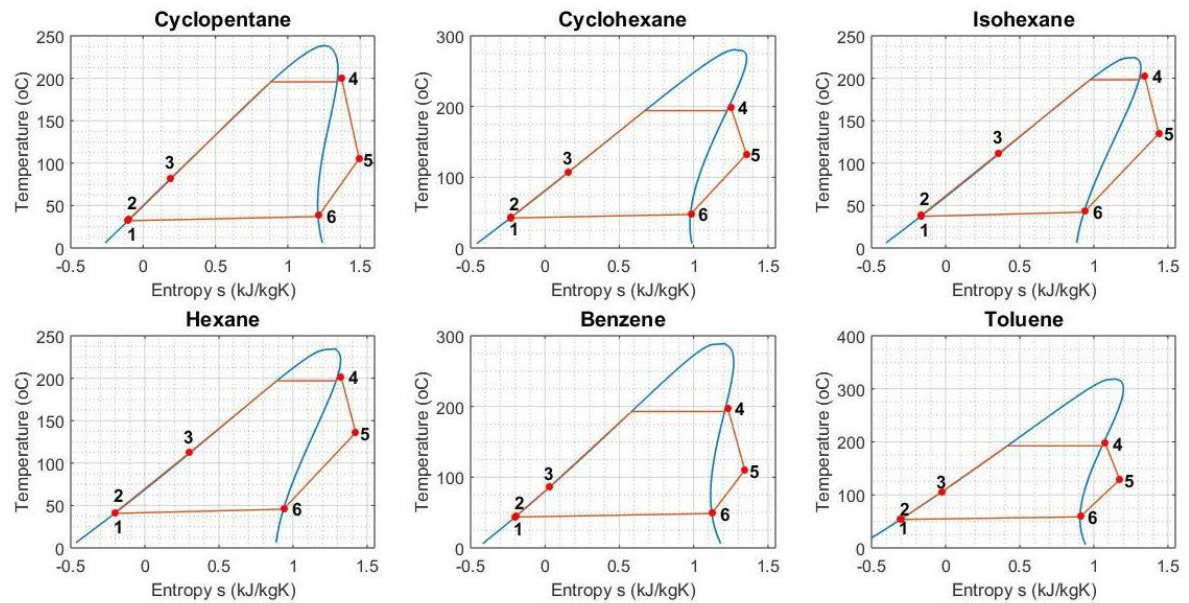 Cyclopentane
250
200
150
100
50
0
Temperature (oC)
-0.5 0 0.5 1 1.5
Entropy s (kJ/kgK)
1
2
3
4
5
6
Cyclohexane
300
200
100
0
Temperature (oC)
-0.5 0 0.5 1 1.5
Entropy s (kJ/kgK)
1
2
3
4
5
6
Isohexane
250
200
150
100
50
0
Temperature (oC)
-0.5 0 0.5 1 1.5
Entropy s (kJ/kgK)
1
2
3
4
5
6
Hexane
250
200
150
100
50
0
Temperature (oC)
-0.5 0 0.5 1 1.5
Entropy s (kJ/kgK)
1
2
3
4
5
6
Benzene
300
200
100
0
Temperature (oC)
-0.5 0 0.5 1 1.5
Entropy s (kJ/kgK)
1
2
3
4
5
6
Toluene
400
300
200
100
0
Temperature (oC)
-0.5 0 0.5 1 1.5
Entropy s (kJ/kgK)
1
2
3
4
5
6